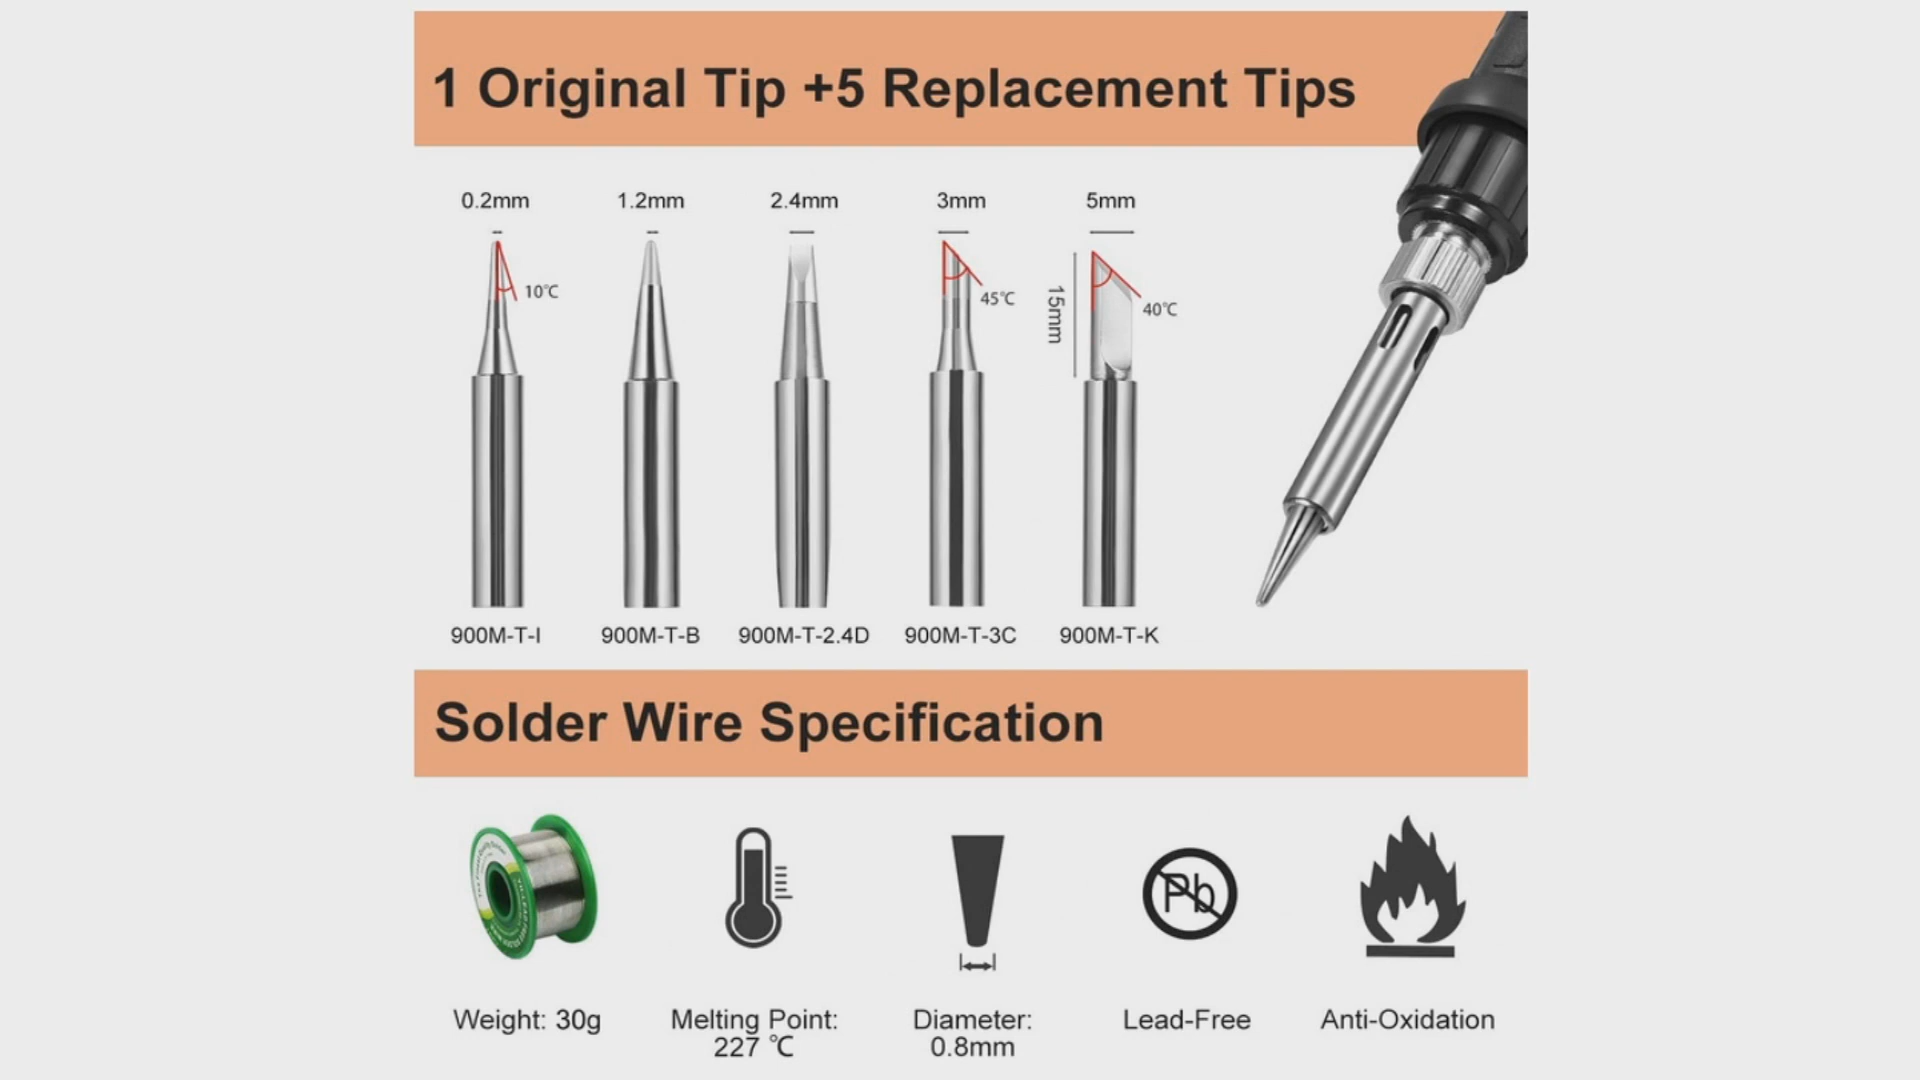 1 Original Tip +5 Replacement Tips
0.2mm
1.2mm
2.4mm
3mm
5mm
10℃
45℃
15mm
40℃
900M-T-I
900M-T-B
900M-T-2.4D
900M-T-3C
900M-T-K
Solder Wire Specification
Pb
Weight: 30g
Melting Point:
227 ℃
Diameter:
0.8mm
Lead-Free
Anti-Oxidation